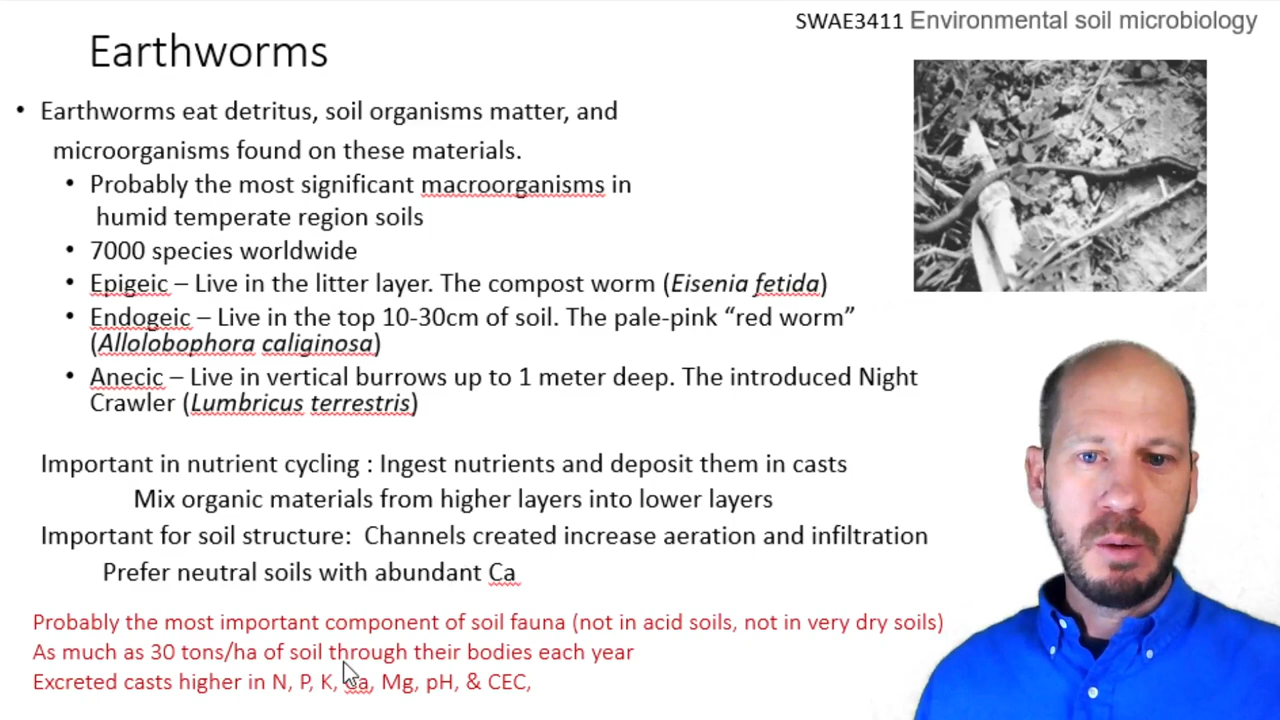 SWAE3411 Environmental soil microbiology
Earthworms
• Earthworms eat detritus, soil organisms matter, and
microorganisms found on these materials.
• Probably the most significant macroorganisms in
humid temperate region soils
• 7000 species worldwide
• Epigeic – Live in the litter layer. The compost worm (Eisenia fetida)
• Endogeic – Live in the top 10-30cm of soil. The pale-pink “red worm”
(Allolobophora caliginosa)
• Anecic – Live in vertical burrows up to 1 meter deep. The introduced Night
Crawler (Lumbricus terrestris)
Important in nutrient cycling : Ingest nutrients and deposit them in casts
Mix organic materials from higher layers into lower layers
Important for soil structure: Channels created increase aeration and infiltration
Prefer neutral soils with abundant Ca
Probably the most important component of soil fauna (not in acid soils, not in very dry soils)
As much as 30 tons/ha of soil through their bodies each year
Excreted casts higher in N, P, K, Ca, Mg, pH, & CEC,